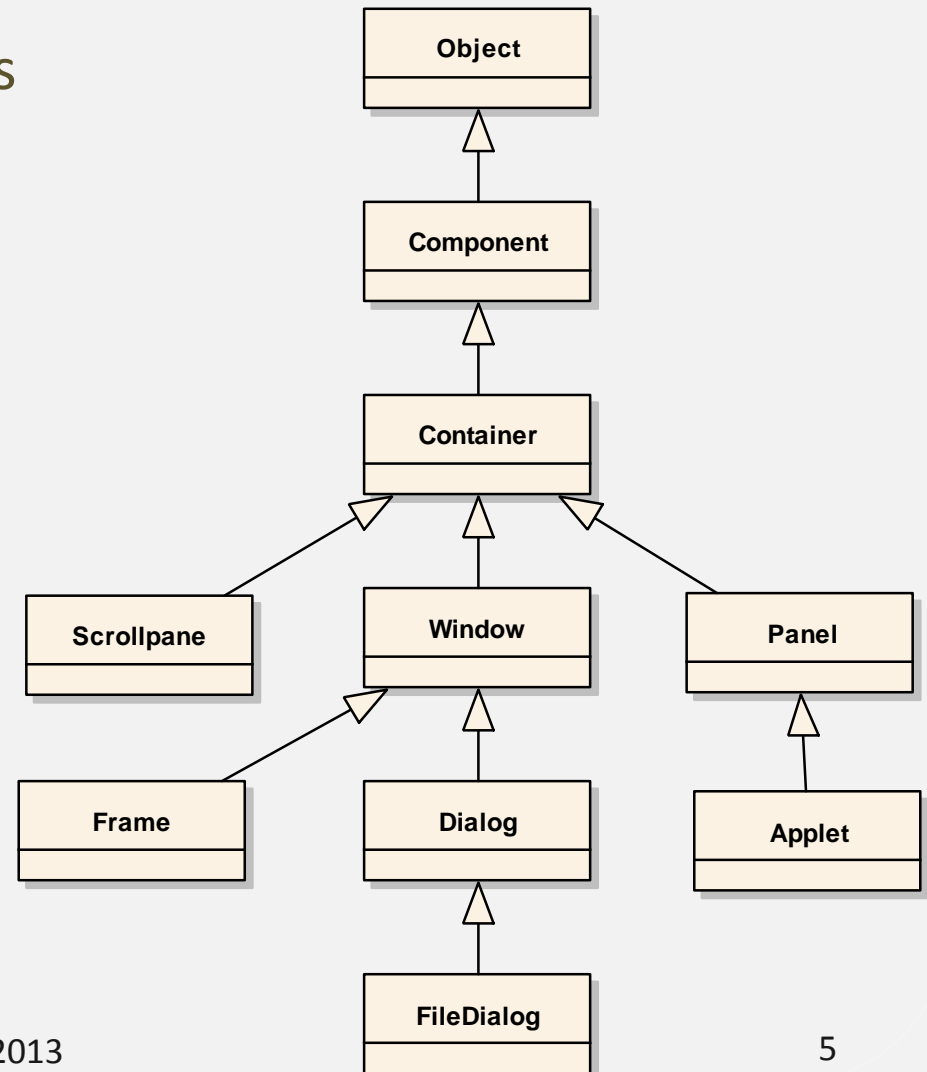 s
Object
Component
Container
Scrollpane
Window
Panel
Frame
Dialog
Applet
FileDialog
2013
5